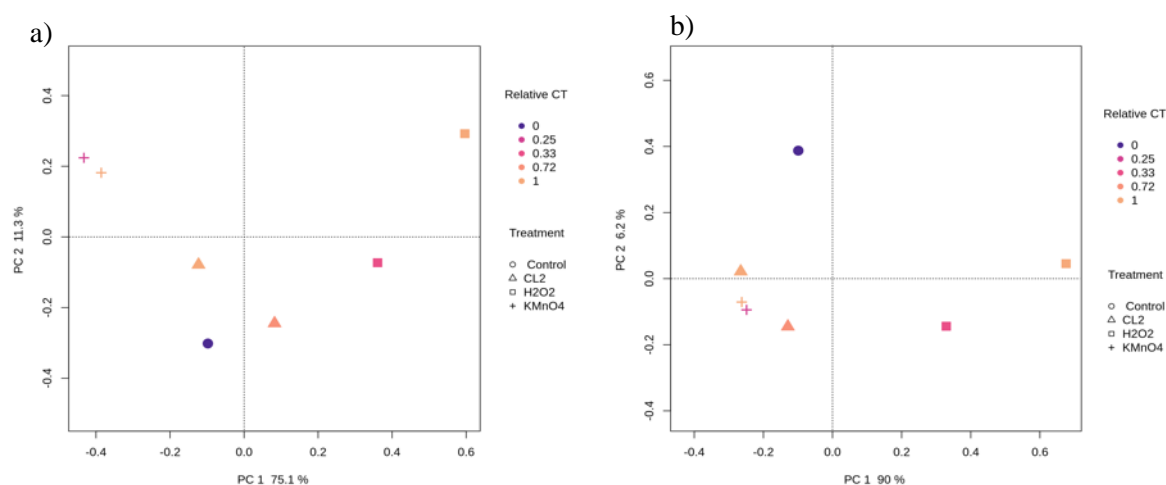 a)
0.4
0.2
0.0
-0.2
-0.4
PC 2 11.3 %
-0.4
-0.2
0.0
0.2
0.4
0.6
PC 1 75.1 %
Relative CT
0
0.25
0.33
0.72
1
Treatment
Control
CL2
H2O2
KMnO4
b)
0.6
0.4
0.2
0.0
-0.2
-0.4
PC 2 6.2 %
-0.4
-0.2
0.0
0.2
0.4
0.6
PC 1 90 %
Relative CT
0
0.25
0.33
0.72
1
Treatment
Control
CL2
H2O2
KMnO4